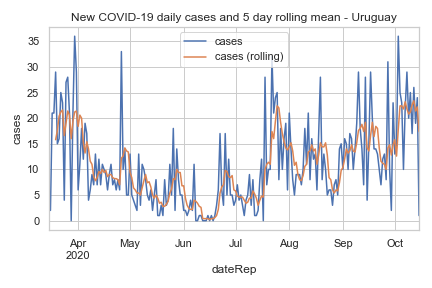 New COVID-19 daily cases and 5 day rolling mean - Uruguay
cases
cases (rolling)
35
30
25
20
15
10
5
0
cases
Apr
2020
May
Jun
Jul
Aug
Sep
Oct
dateRep